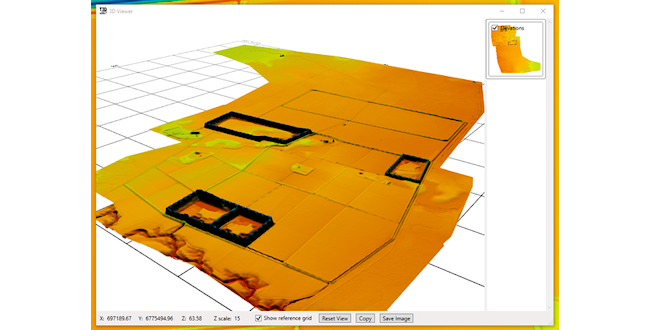 3D Viewer
Deviations
X: 697189.67 Y: 6775494.96 Z: 63.58 Z scale: 15 Show reference grid Reset View Copy Save Image